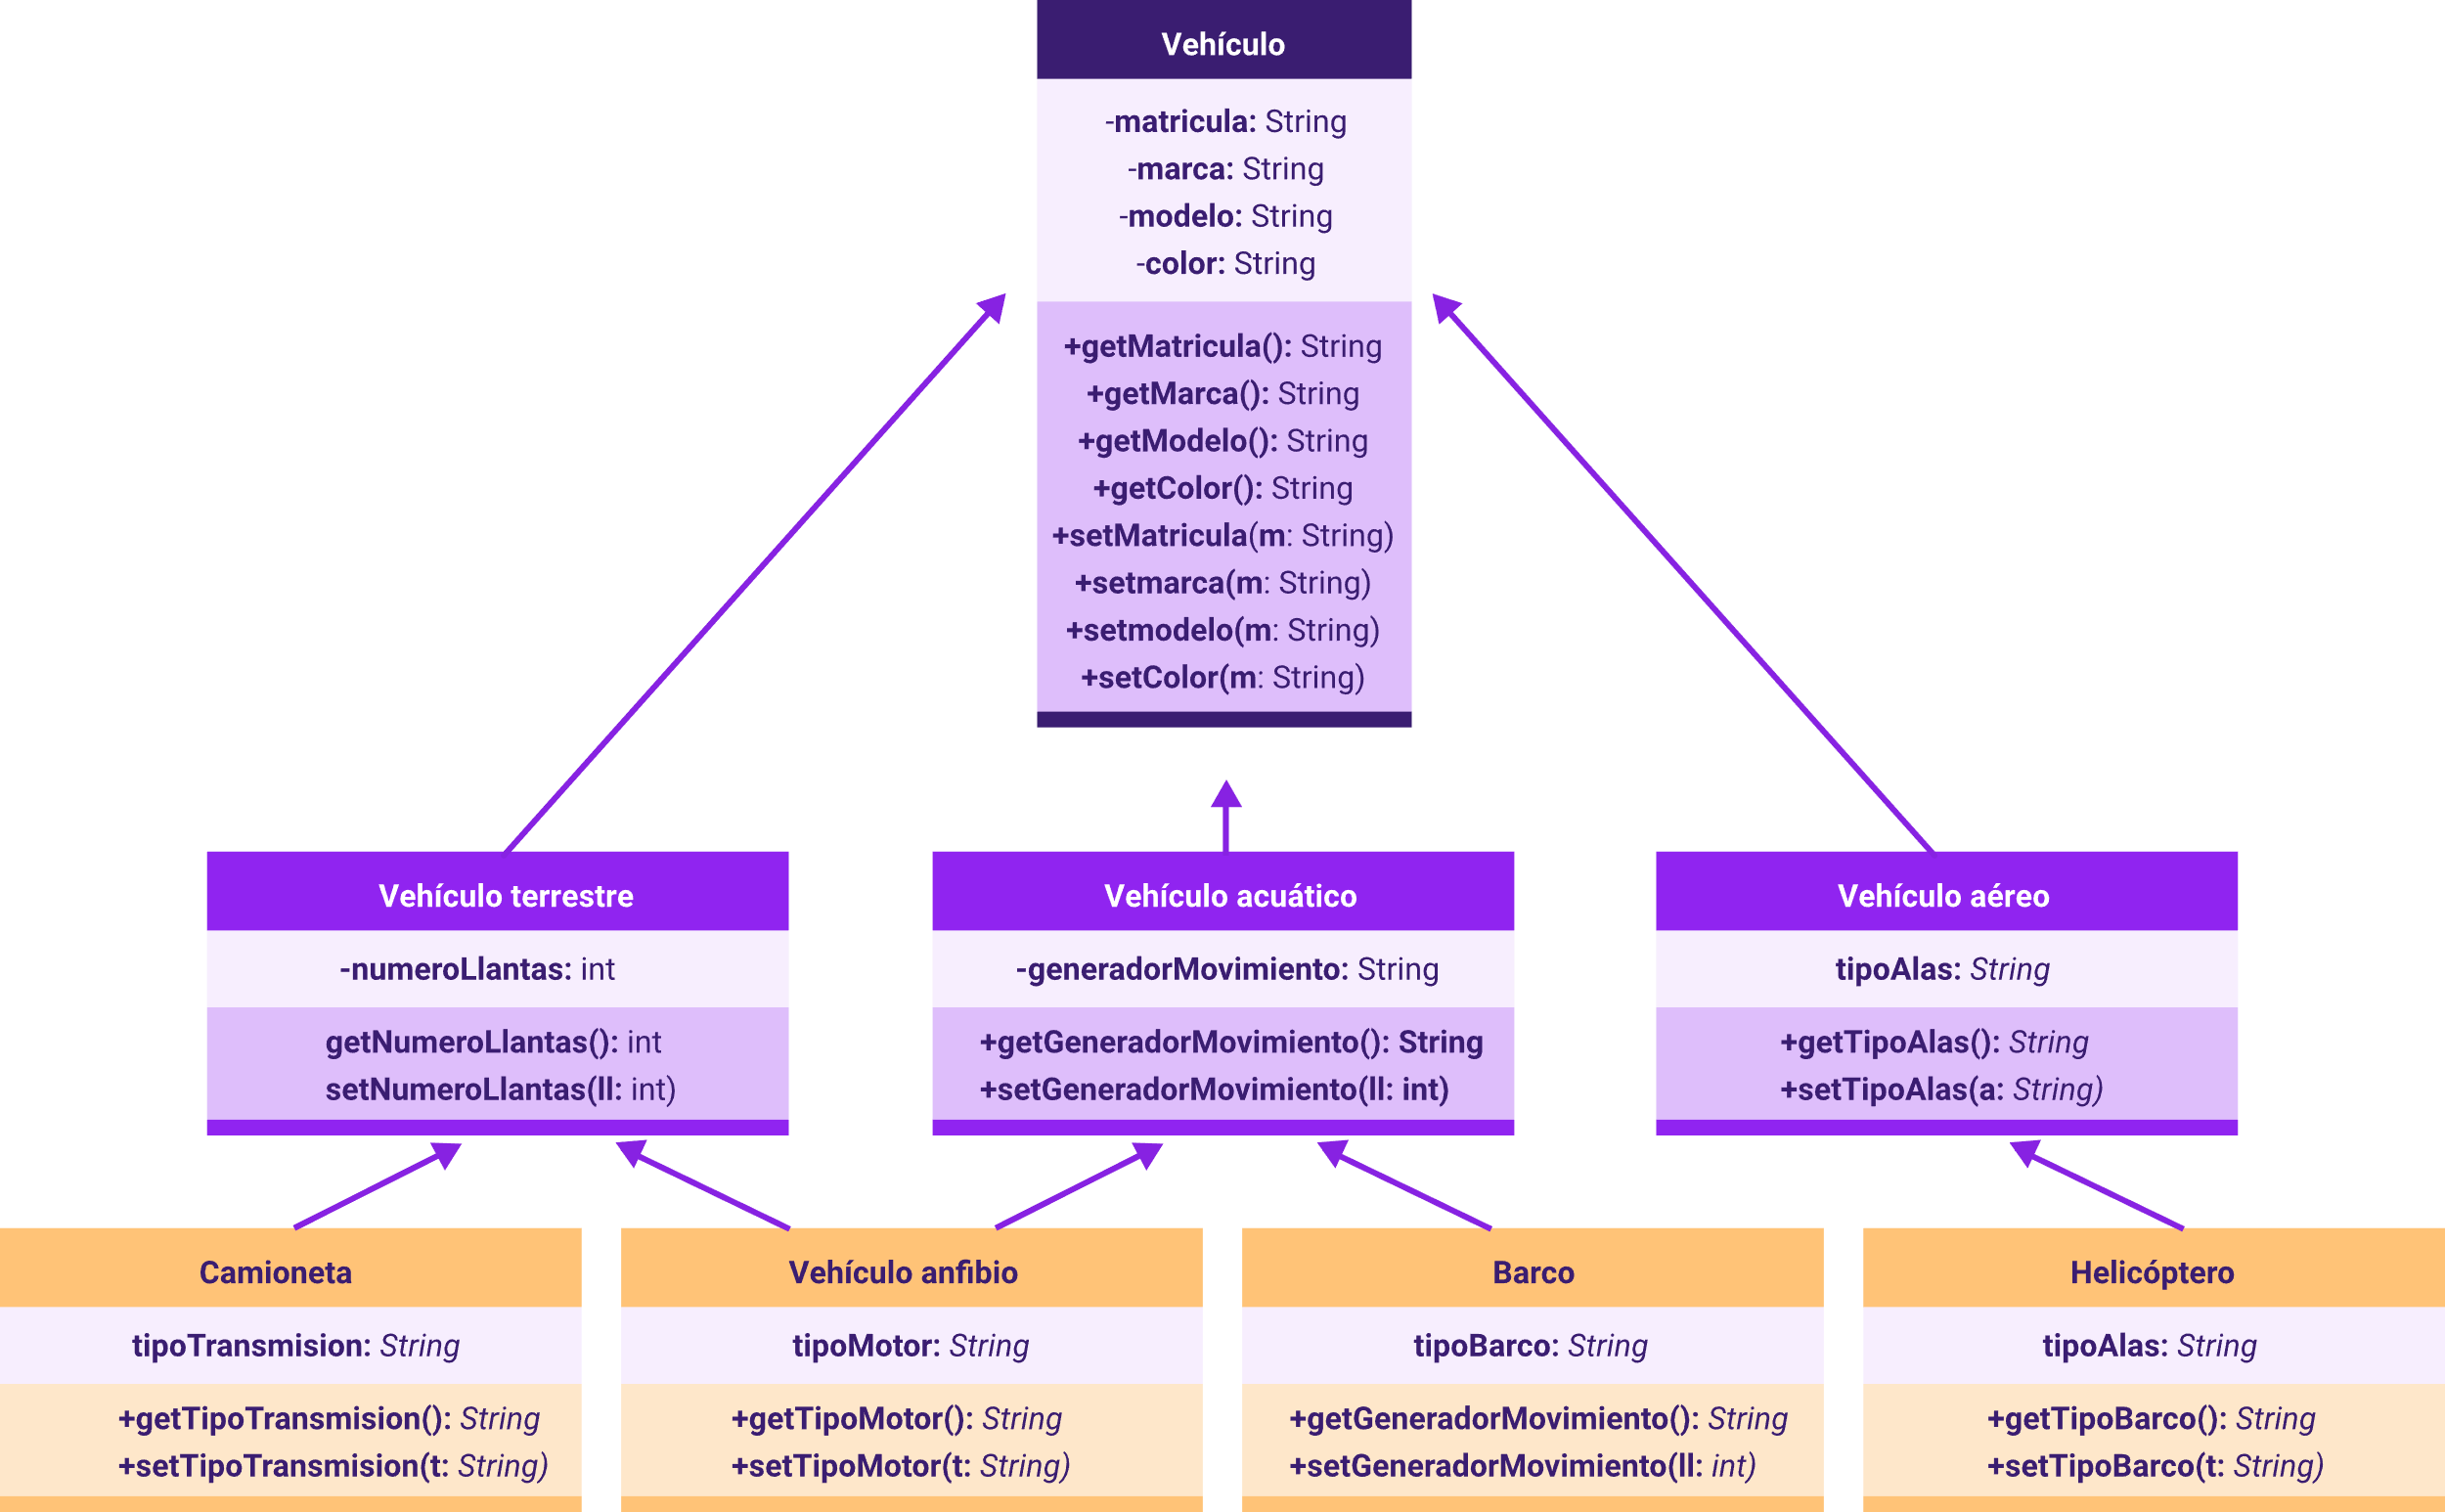 Vehículo
-matricula: String
-marca: String
-modelo: String
-color: String
+getMatricula(): String
+getMarca(): String
+getModelo(): String
+getColor(): String
+setMatricula(m: String)
+setmarca(m: String)
+setmodelo(m: String)
+setColor(m: String)
Vehículo terrestre
-numeroLlantas: int
getNumeroLlantas(): int
setNumeroLlantas(ll: int)
Vehículo acuático
-generadorMovimiento: String
+getGeneradorMovimiento(): String
+setGeneradorMovimiento(ll: int)
Vehículo aéreo
tipoAlas: String
+getTipoAlas(): String
+setTipoAlas(a: String)
Camioneta
tipoTransmision: String
+getTipoTransmision(): String
+setTipoTransmision(t: String)
Vehículo anfibio
tipoMotor: String
+getTipoMotor(): String
+setTipoMotor(t: String)
Barco
tipoBarco: String
+getGeneradorMovimiento(): String
+setGeneradorMovimiento(ll: int)
Helicóptero
tipoAlas: String
+getTipoBarco(): String
+setTipoBarco(t: String)